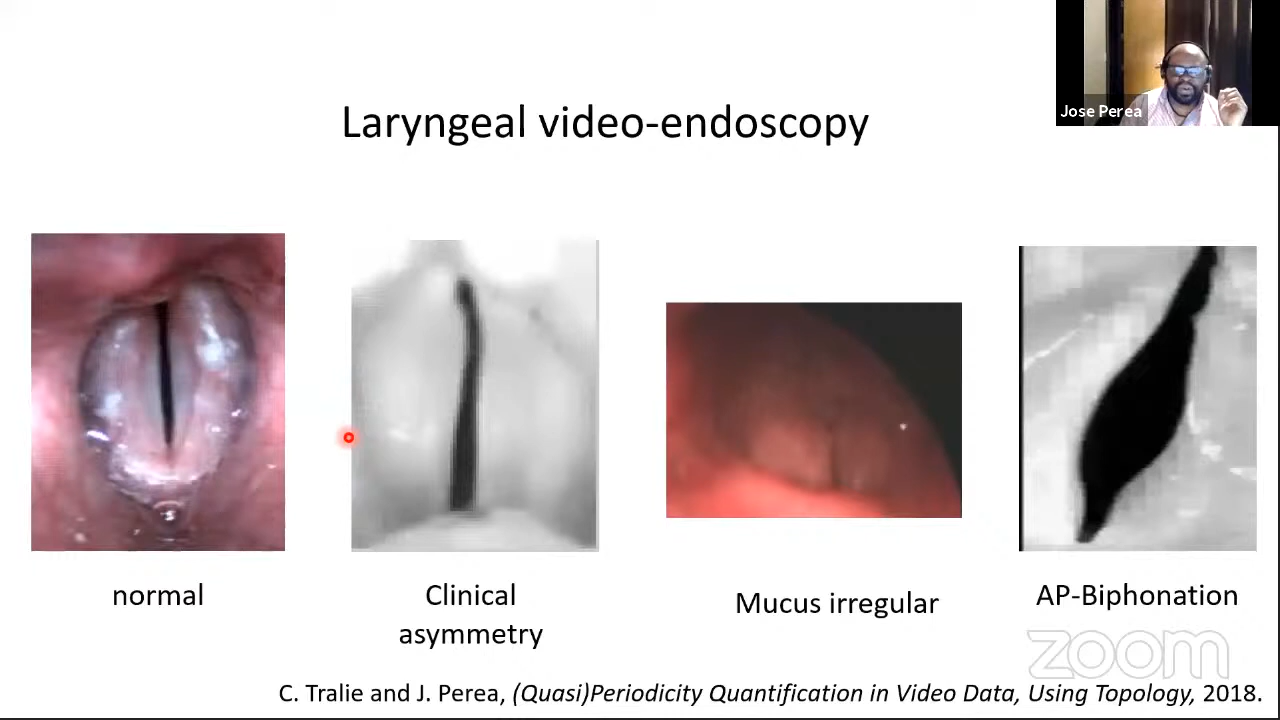 Jose Perea
Laryngeal video-endoscopy
normal
Clinical
asymmetry
Mucus irregular
AP-Biphonation
zoom
C. Tralie and J. Perea, (Quasi)Periodicity Quantification in Video Data, Using Topology, 2018.